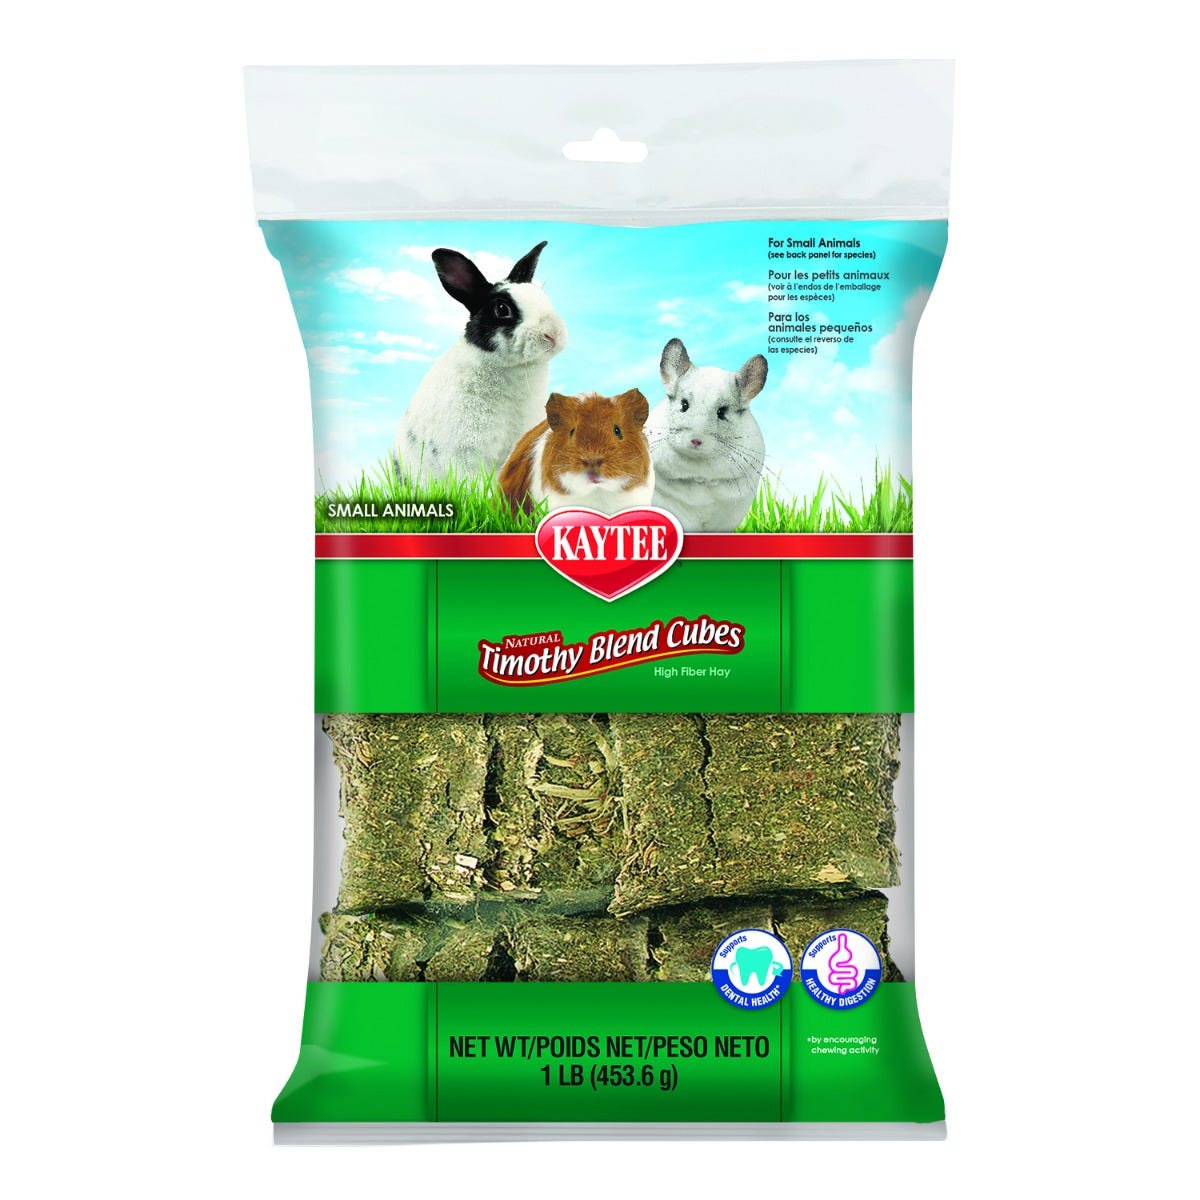 For Small Animals
(see back panel for species)
Pour les petits animaux
(voir à l'endos de l'emballage
pour les espèces)
Para los
animales pequeños
(consulte el reverso de
las especies)
SMALL ANIMALS
KAYTEE
NATURAL
Timothy Blend Cubes
High Fiber Hay
Supports
DENTAL HEALTH*
Supports
HEALTHY DIGESTION
*by encouraging
chewing activity
NET WT/POIDS NET/PESO NETO
1 LB (453.6 g)